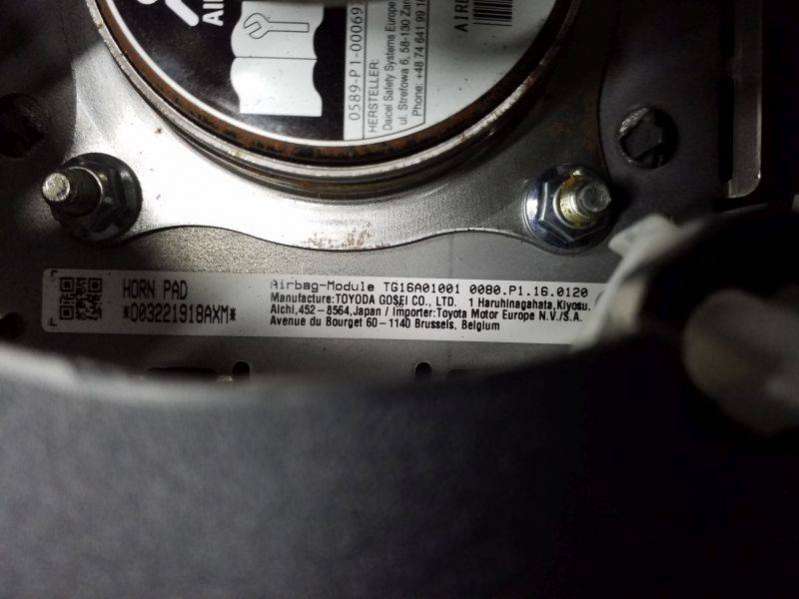 0589-P1-00069
HERSTELLER:
Daicel Safety Systems Europe
ul. Strefowa 6, 58-130 Żar
Phone: +48 74 641 99 16
HORN PAD
*D03221918AXM*
Airbag-Module TG16A01001 0080.P1.16.0120
Manufacture:TOYODA GOSEI CO., LTD. 1 Haruhinagahata,Kiyosu,
Aichi,452-8564,Japan / Importer:Toyota Motor Europe N.V./S.A.
Avenue du Bourget 60-1140 Brussels, Belgium